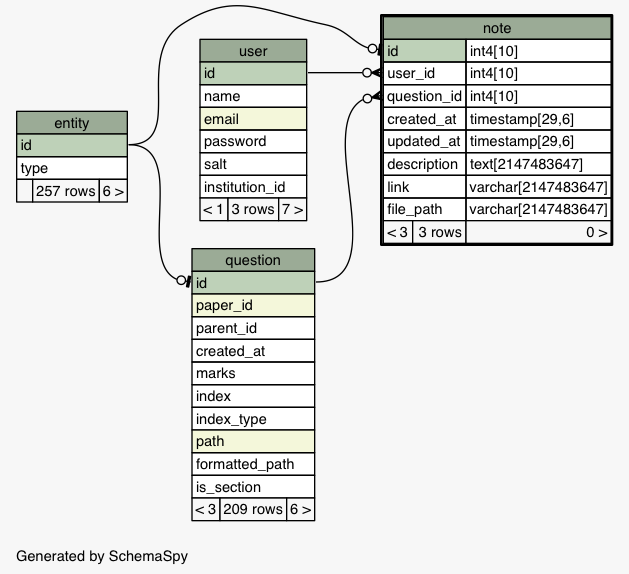 note
id int4[10]
user_id int4[10]
question_id int4[10]
created_at timestamp[29,6]
updated_at timestamp[29,6]
description text[2147483647]
link varchar[2147483647]
file_path varchar[2147483647]
< 3 3 rows 0 >
user
id
name
email
password
salt
institution_id
< 1 3 rows 7 >
entity
id
type
257 rows 6 >
question
id
paper_id
parent_id
created_at
marks
index
index_type
path
formatted_path
is_section
< 3 209 rows 6 >
Generated by SchemaSpy